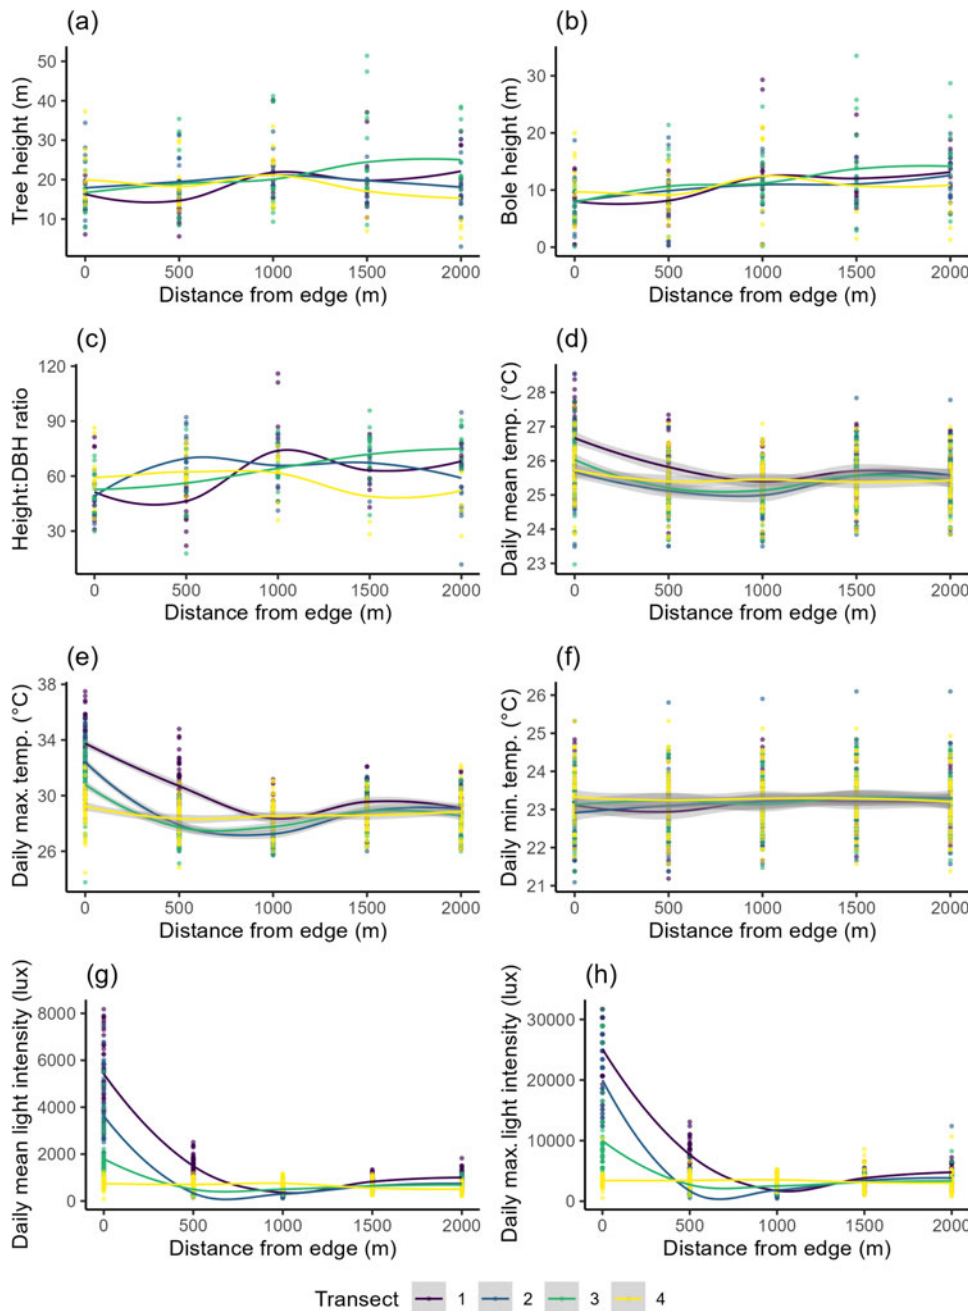 (a)
Tree height (m)
50
40
30
20
10
0 500 1000 1500 2000
Distance from edge (m)
(b)
Bole height (m)
30
20
10
0
0 500 1000 1500 2000
Distance from edge (m)
(c)
Height:DBH ratio
120
90
60
30
0 500 1000 1500 2000
Distance from edge (m)
(d)
Daily mean temp. (°C)
28
27
26
25
24
23
0 500 1000 1500 2000
Distance from edge (m)
(e)
Daily max. temp. (°C)
38
34
30
26
0 500 1000 1500 2000
Distance from edge (m)
(f)
Daily min. temp. (°C)
26
25
24
23
22
21
0 500 1000 1500 2000
Distance from edge (m)
(g)
Daily mean light intensity (lux)
8000
6000
4000
2000
0
0 500 1000 1500 2000
Distance from edge (m)
(h)
Daily max. light intensity (lux)
30000
20000
10000
0
0 500 1000 1500 2000
Distance from edge (m)
Transect 1 2 3 4